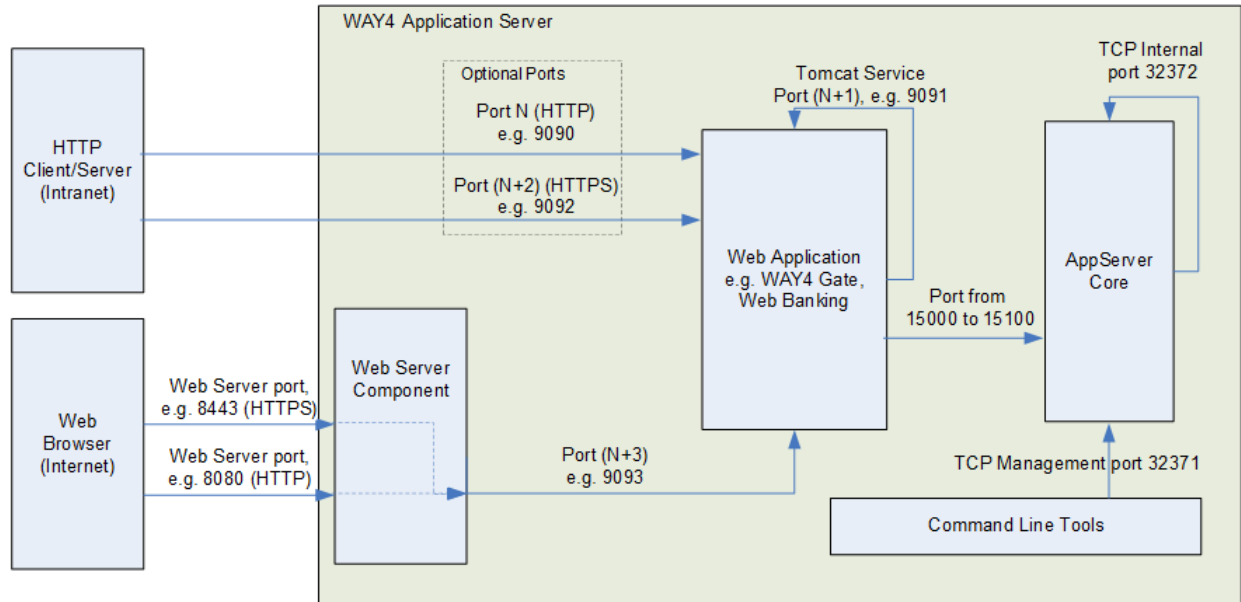 WAY4 Application Server
HTTP
Client/Server
(Intranet)
Optional Ports
Port N (HTTP)
e.g. 9090
Port (N+2) (HTTPS)
e.g. 9092
Tomcat Service
Port (N+1), e.g. 9091
TCP Internal
port 32372
Web Application
e.g. WAY4 Gate,
Web Banking
AppServer
Core
Port from
15000 to 15100
Web
Browser
(Internet)
Web Server port,
e.g. 8443 (HTTPS)
Web Server port,
e.g. 8080 (HTTP)
Web Server
Component
Port (N+3)
e.g. 9093
TCP Management port 32371
Command Line Tools